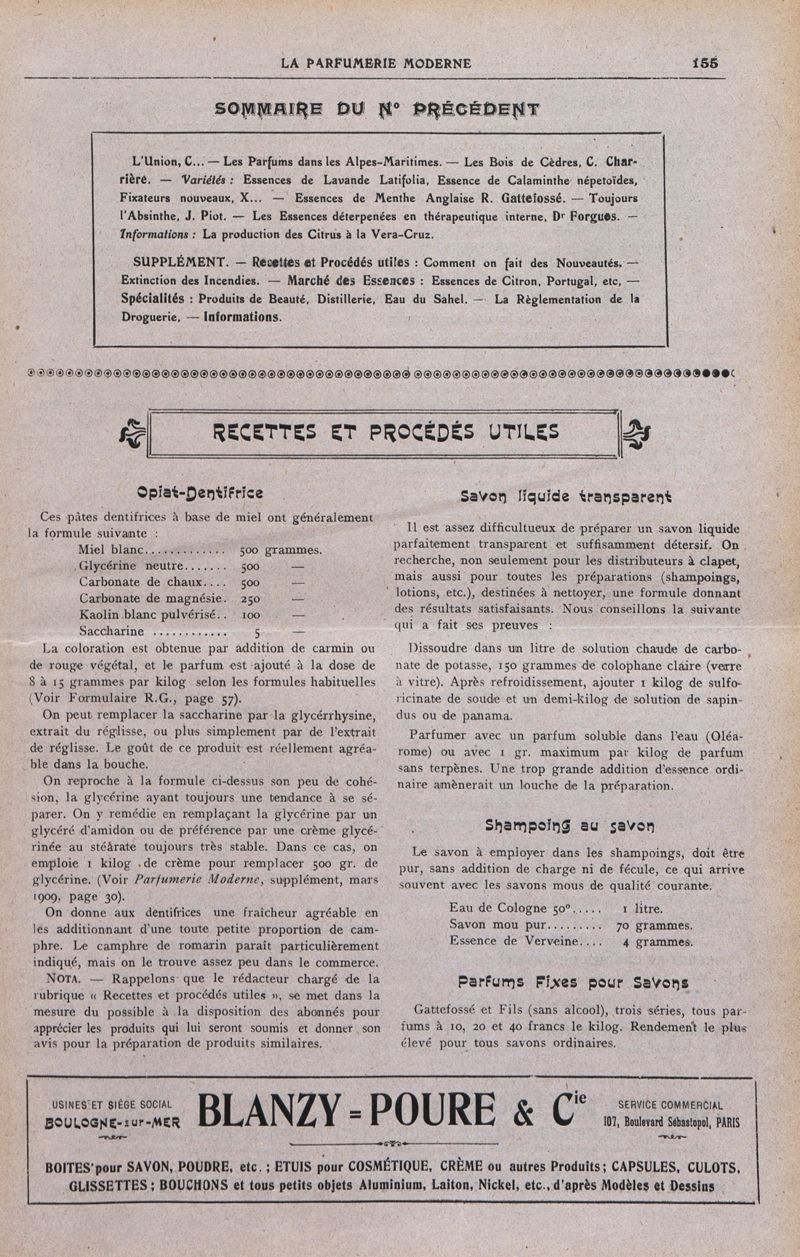 LA PARFUMERIE MODERNE 155
SOMMAIRE DU N° PRÉCÉDENT
L'Union, C... — Les Parfums dans les Alpes-Maritimes. — Les Bois de Cèdres, C. Char-
rière. — Variétés : Essences de Lavande Latifolia, Essence de Calaminthe népetoïdes,
Fixateurs nouveaux, X... — Essences de Menthe Anglaise R. Gattefossé. — Toujours
l'Absinthe, J. Piot. — Les Essences déterpenées en thérapeutique interne, Dr Forgues. —
Informations : La production des Citrus à la Vera-Cruz.
SUPPLÉMENT. — Recettes et Procédés utiles : Comment on fait des Nouveautés. —
Extinction des Incendies. — Marché des Essences : Essences de Citron, Portugal, etc, —
Spécialités : Produits de Beauté, Distillerie, Eau du Sahel. — La Règlementation de la
Droguerie, — Informations.
RECETTES ET PROCÉDÉS UTILES
Opiat-Dentifrice
Ces pâtes dentifrices à base de miel ont généralement
la formule suivante :
Miel blanc............. 500 grammes.
Glycérine neutre....... 500 —
Carbonate de chaux.... 500 —
Carbonate de magnésie. 250 —
Kaolin blanc pulvérisé.. 100 —
Saccharine ............ 5 —
La coloration est obtenue par addition de carmin ou
de rouge végétal, et le parfum est ajouté à la dose de
8 à 15 grammes par kilog selon les formules habituelles
(Voir Formulaire R.G., page 57).
On peut remplacer la saccharine par la glycérrhysine,
extrait du réglisse, ou plus simplement par de l'extrait
de réglisse. Le goût de ce produit est réellement agréa-
ble dans la bouche.
On reproche à la formule ci-dessus son peu de cohé-
sion, la glycérine ayant toujours une tendance à se sé-
parer. On y remédie en remplaçant la glycérine par un
glycéré d'amidon ou de préférence par une crème glycé-
rinée au stéârate toujours très stable. Dans ce cas, on
emploie 1 kilog .de crème pour remplacer 500 gr. de
glycérine. (Voir Parfumerie Moderne, supplément, mars
1909, page 30).
On donne aux dentifrices une fraîcheur agréable en
les additionnant d'une toute petite proportion de cam-
phre. Le camphre de romarin paraît particulièrement
indiqué, mais on le trouve assez peu dans le commerce.
NOTA. — Rappelons que le rédacteur chargé de la
rubrique « Recettes et procédés utiles », se met dans la
mesure du possible à la disposition des abonnés pour
apprécier les produits qui lui seront soumis et donner son
avis pour la préparation de produits similaires.
Savon liquide transparent
Il est assez difficultueux de préparer un savon liquide
parfaitement transparent et suffisamment détersif. On
recherche, non seulement pour les distributeurs à clapet,
mais aussi pour toutes les préparations (shampoings,
lotions, etc.), destinées à nettoyer, une formule donnant
des résultats satisfaisants. Nous conseillons la suivante
qui a fait ses preuves :
Dissoudre dans un litre de solution chaude de carbo-
nate de potasse, 150 grammes de colophane claire (verre
à vitre). Après refroidissement, ajouter 1 kilog de sulfo-
ricinate de soude et un demi-kilog de solution de sapin-
dus ou de panama.
Parfumer avec un parfum soluble dans l'eau (Oléa-
rome) ou avec 1 gr. maximum par kilog de parfum
sans terpènes. Une trop grande addition d'essence ordi-
naire amènerait un louche de la préparation.
Shampoing au savon
Le savon à employer dans les shampoings, doit être
pur, sans addition de charge ni de fécule, ce qui arrive
souvent avec les savons mous de qualité courante.
Eau de Cologne 50°..... 1 litre.
Savon mou pur......... 70 grammes.
Essence de Verveine.... 4 grammes.
Parfums Fixes pour Savons
Gattefossé et Fils (sans alcool), trois séries, tous par-
fums à 10, 20 et 40 francs le kilog. Rendement le plus
élevé pour tous savons ordinaires.
USINES ET SIÈGE SOCIAL
BOULOGNE-sur-MER
BLANZY=POURE & Cie
SERVICE COMMERCIAL
107, Boulevard Sébastopol, PARIS
BOITES pour SAVON, POUDRE, etc. ; ETUIS pour COSMÉTIQUE, CRÈME ou autres Produits; CAPSULES, CULOTS,
GLISSETTES ; BOUCHONS et tous petits objets Aluminium, Laiton, Nickel, etc., d'après Modèles et Dessins